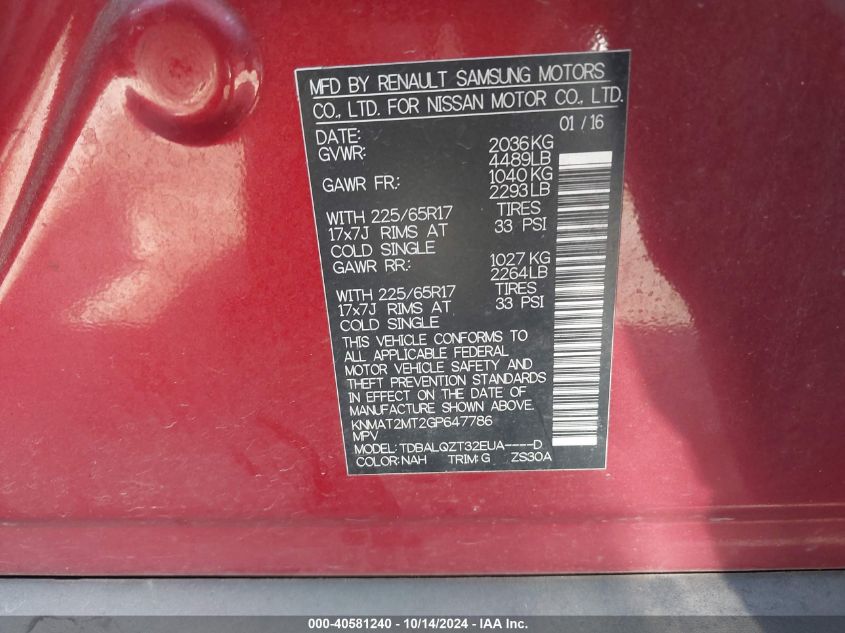 MFD BY RENAULT SAMSUNG MOTORS
CO., LTD. FOR NISSAN MOTOR CO., LTD.
01 / 16
DATE:
GVWR: 2036KG
4489LB
GAWR FR: 1040KG
2293LB
WITH 225/65R17 TIRES
17x7J RIMS AT 33 PSI
COLD SINGLE
GAWR RR: 1027KG
2264LB
WITH 225/65R17 TIRES
17x7J RIMS AT 33 PSI
COLD SINGLE
THIS VEHICLE CONFORMS TO
ALL APPLICABLE FEDERAL
MOTOR VEHICLE SAFETY AND
THEFT PREVENTION STANDARDS
IN EFFECT ON THE DATE OF
MANUFACTURE SHOWN ABOVE.
KNMAT2MT2GP647786
MPV
MODEL: TDBALQZT32EUA----D
COLOR: NAH TRIM: G ZS30A
000-40581240 - 10/14/2024 - IAA Inc.